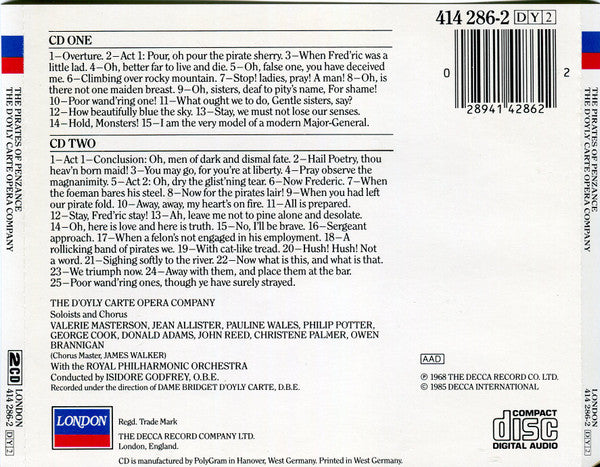 414 286-2 DY2
CD ONE
1–Overture. 2–Act 1: Pour, oh pour the pirate sherry. 3–When Fred'ric was a
little lad. 4–Oh, better far to live and die. 5–Oh, false one, you have deceived
me. 6–Climbing over rocky mountain. 7–Stop! ladies, pray! A man! 8–Oh, is
there not one maiden breast. 9–Oh, sisters, deaf to pity's name, For shame!
10–Poor wand'ring one! 11–What ought we to do, Gentle sisters, say?
12–How beautifully blue the sky. 13–Stay, we must not lose our senses.
14–Hold, Monsters! 15–I am the very model of a modern Major-General.
CD TWO
1–Act 1–Conclusion: Oh, men of dark and dismal fate. 2–Hail Poetry, thou
heav'n born maid! 3–You may go, for you're at liberty. 4–Pray observe the
magnanimity. 5–Act 2: Oh, dry the glist'ning tear. 6–Now Frederic. 7–When
the foeman bares his steel. 8–Now for the pirates' lair! 9–When you had left
our pirate fold. 10–Away, away, my heart's on fire. 11–All is prepared.
12–Stay, Fred'ric stay! 13–Ah, leave me not to pine alone and desolate.
14–Oh, here is love and here is truth. 15–No, I'll be brave. 16–Sergeant
approach. 17–When a felon's not engaged in his employment. 18–A
rollicking band of pirates we. 19–With cat-like tread. 20–Hush! Hush! Not
a word. 21–Sighing softly to the river. 22–Now what is this, and what is that.
23–We triumph now. 24–Away with them, and place them at the bar.
25–Poor wand'ring ones, though ye have surely strayed.
THE D'OYLY CARTE OPERA COMPANY
Soloists and Chorus
VALERIE MASTERSON, JEAN ALLISTER, PAULINE WALES, PHILIP POTTER,
GEORGE COOK, DONALD ADAMS, JOHN REED, CHRISTENE PALMER, OWEN
BRANNIGAN
(Chorus Master, JAMES WALKER)
With the ROYAL PHILHARMONIC ORCHESTRA
Conducted by ISIDORE GODFREY, O.B.E.
Recorded under the direction of DAME BRIDGET D'OYLY CARTE, D.B.E.
LONDON
Regd. Trade Mark
THE DECCA RECORD COMPANY LTD.
London, England.
CD is manufactured by PolyGram in Hanover, West Germany. Printed in West Germany.
0 28941 42862 2
AAD
℗ 1968 THE DECCA RECORD CO. LTD.
© 1985 DECCA INTERNATIONAL
COMPACT
disc
DIGITAL AUDIO
THE PIRATES OF PENZANCE
THE D'OYLY CARTE OPERA COMPANY
2CD
LONDON
414 286-2 DY2
THE PIRATES OF PENZANCE
THE D'OYLY CARTE OPERA COMPANY
LONDON
414 286-2 DY2